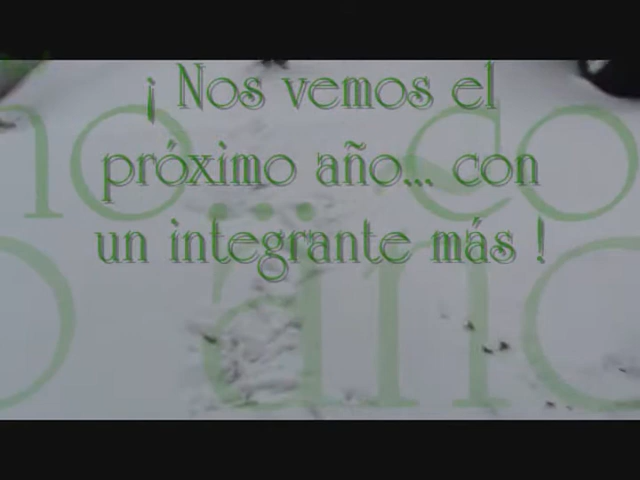 ¡ Nos vemos el
próximo año... con
un integrante más !